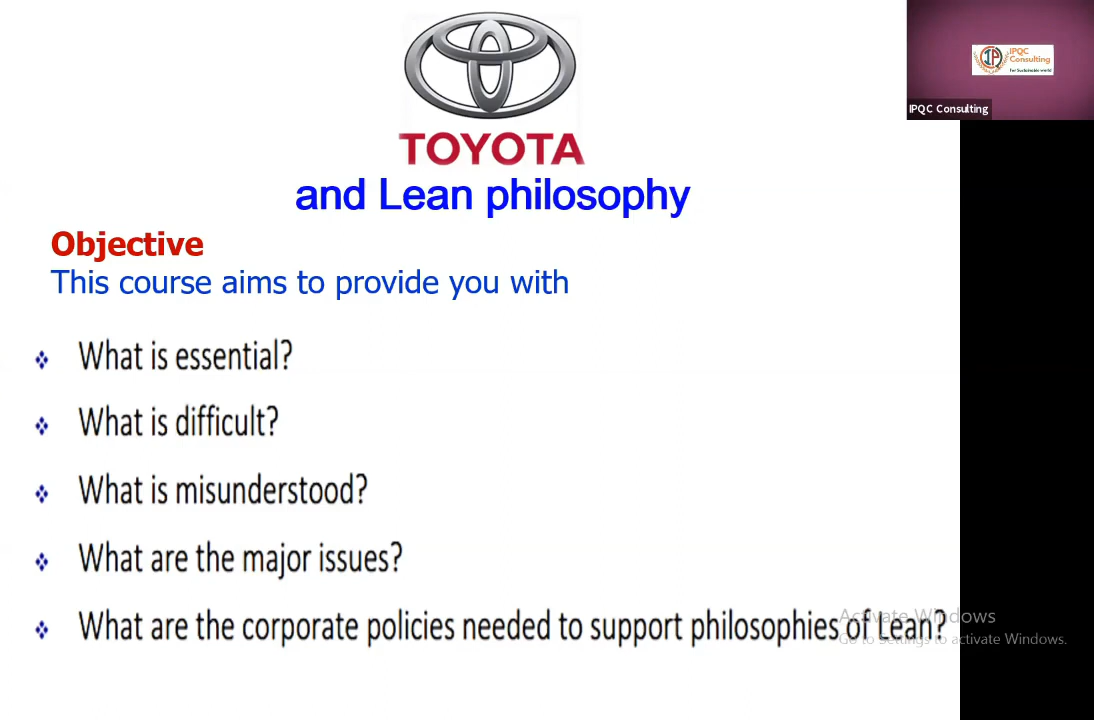 TOYOTA
and Lean philosophy
Objective
This course aims to provide you with
❖ What is essential?
❖ What is difficult?
❖ What is misunderstood?
❖ What are the major issues?
❖ What are the corporate policies needed to support philosophies of Lean?
IP
IPQC
Consulting
For Sustainable world
IPQC Consulting
Activate Windows
Go to Settings to activate Windows.